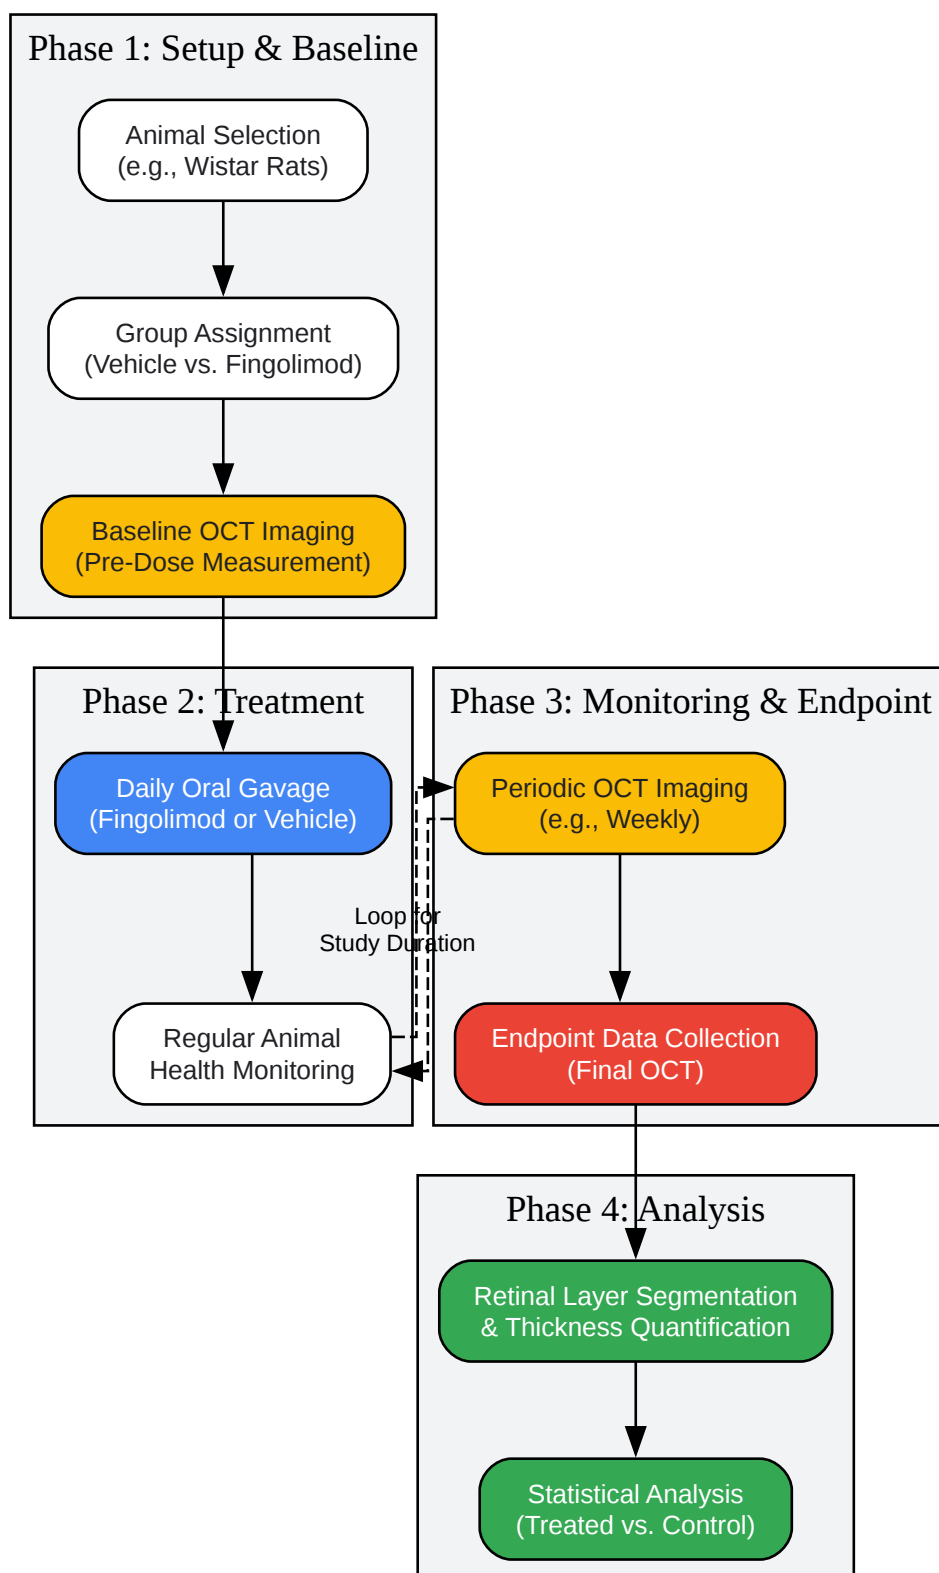 Phase 1: Setup & Baseline
Animal Selection
(e.g., Wistar Rats)
Group Assignment
(Vehicle vs. Fingolimod)
Baseline OCT Imaging
(Pre-Dose Measurement)
Phase 2: Treatment
Daily Oral Gavage
(Fingolimod or Vehicle)
Loop for
Study Duration
Regular Animal
Health Monitoring
Phase 3: Monitoring & Endpoint
Periodic OCT Imaging
(e.g., Weekly)
Endpoint Data Collection
(Final OCT)
Phase 4: Analysis
Retinal Layer Segmentation
& Thickness Quantification
Statistical Analysis
(Treated vs. Control)